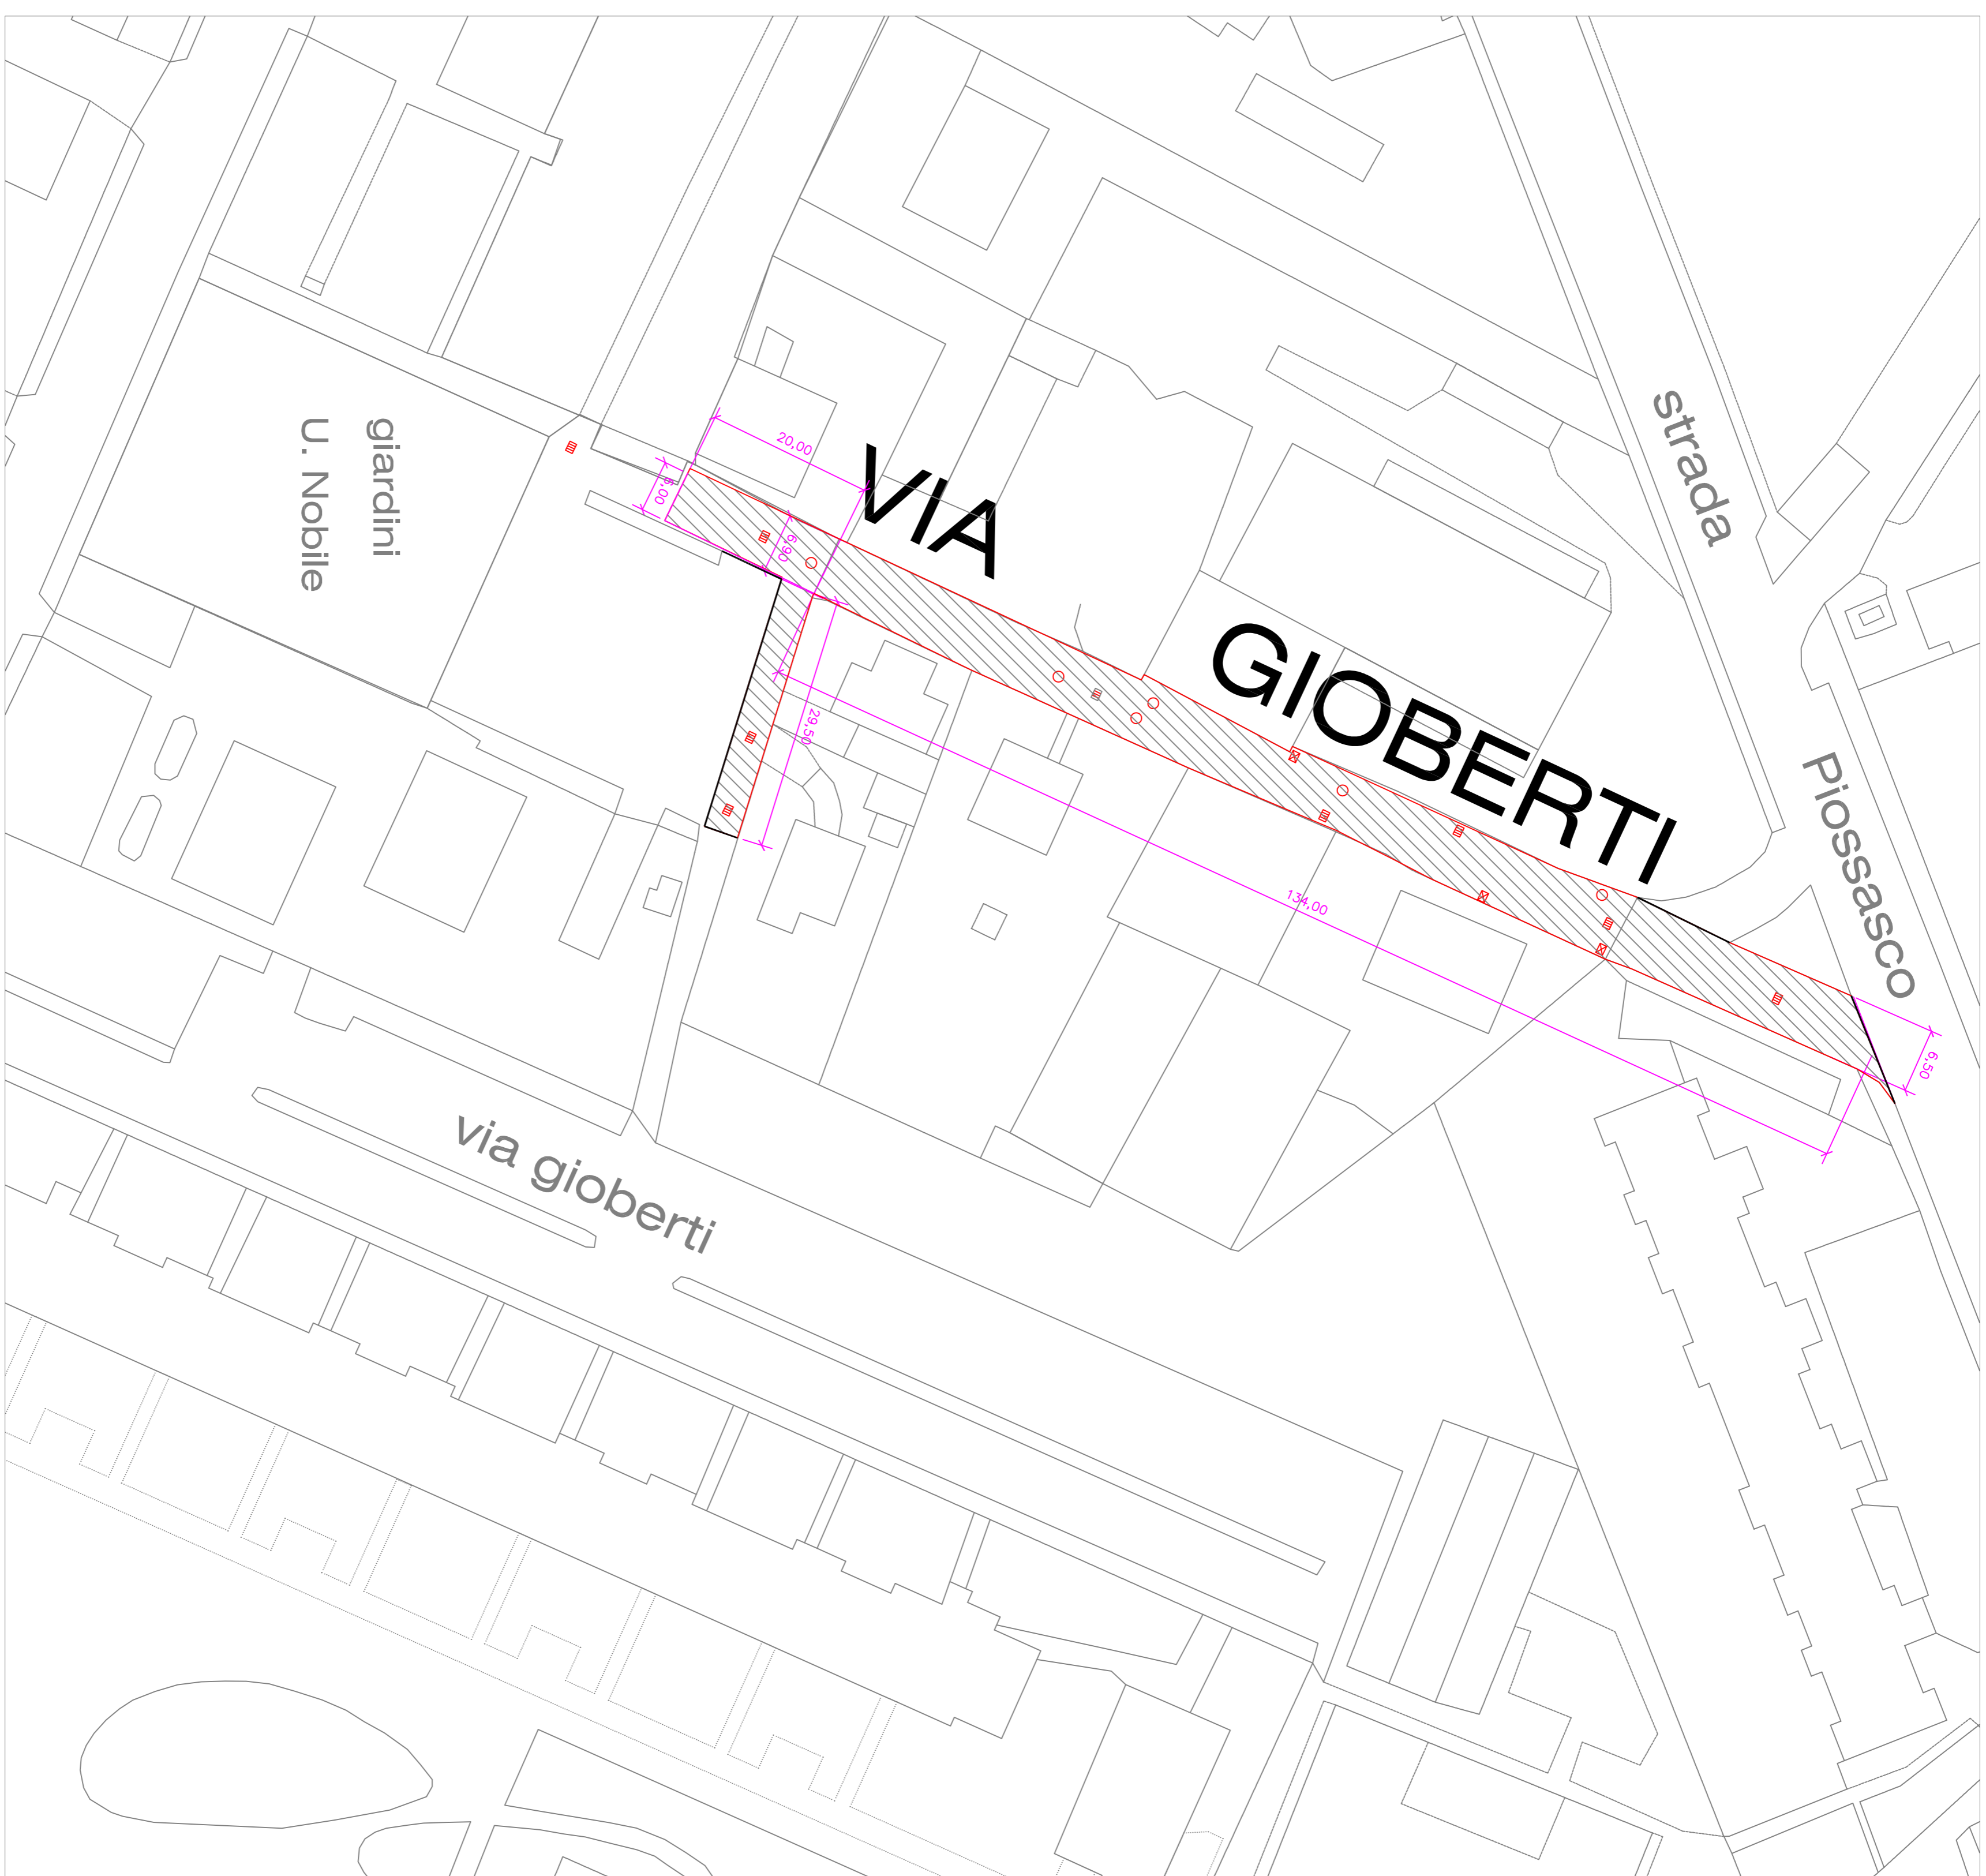 strada
giardini
U. Nobile
20,00
VIA
6,00
6,90
GIOBERTI
29,50
Piossasco
134,00
6,50
via gioberti